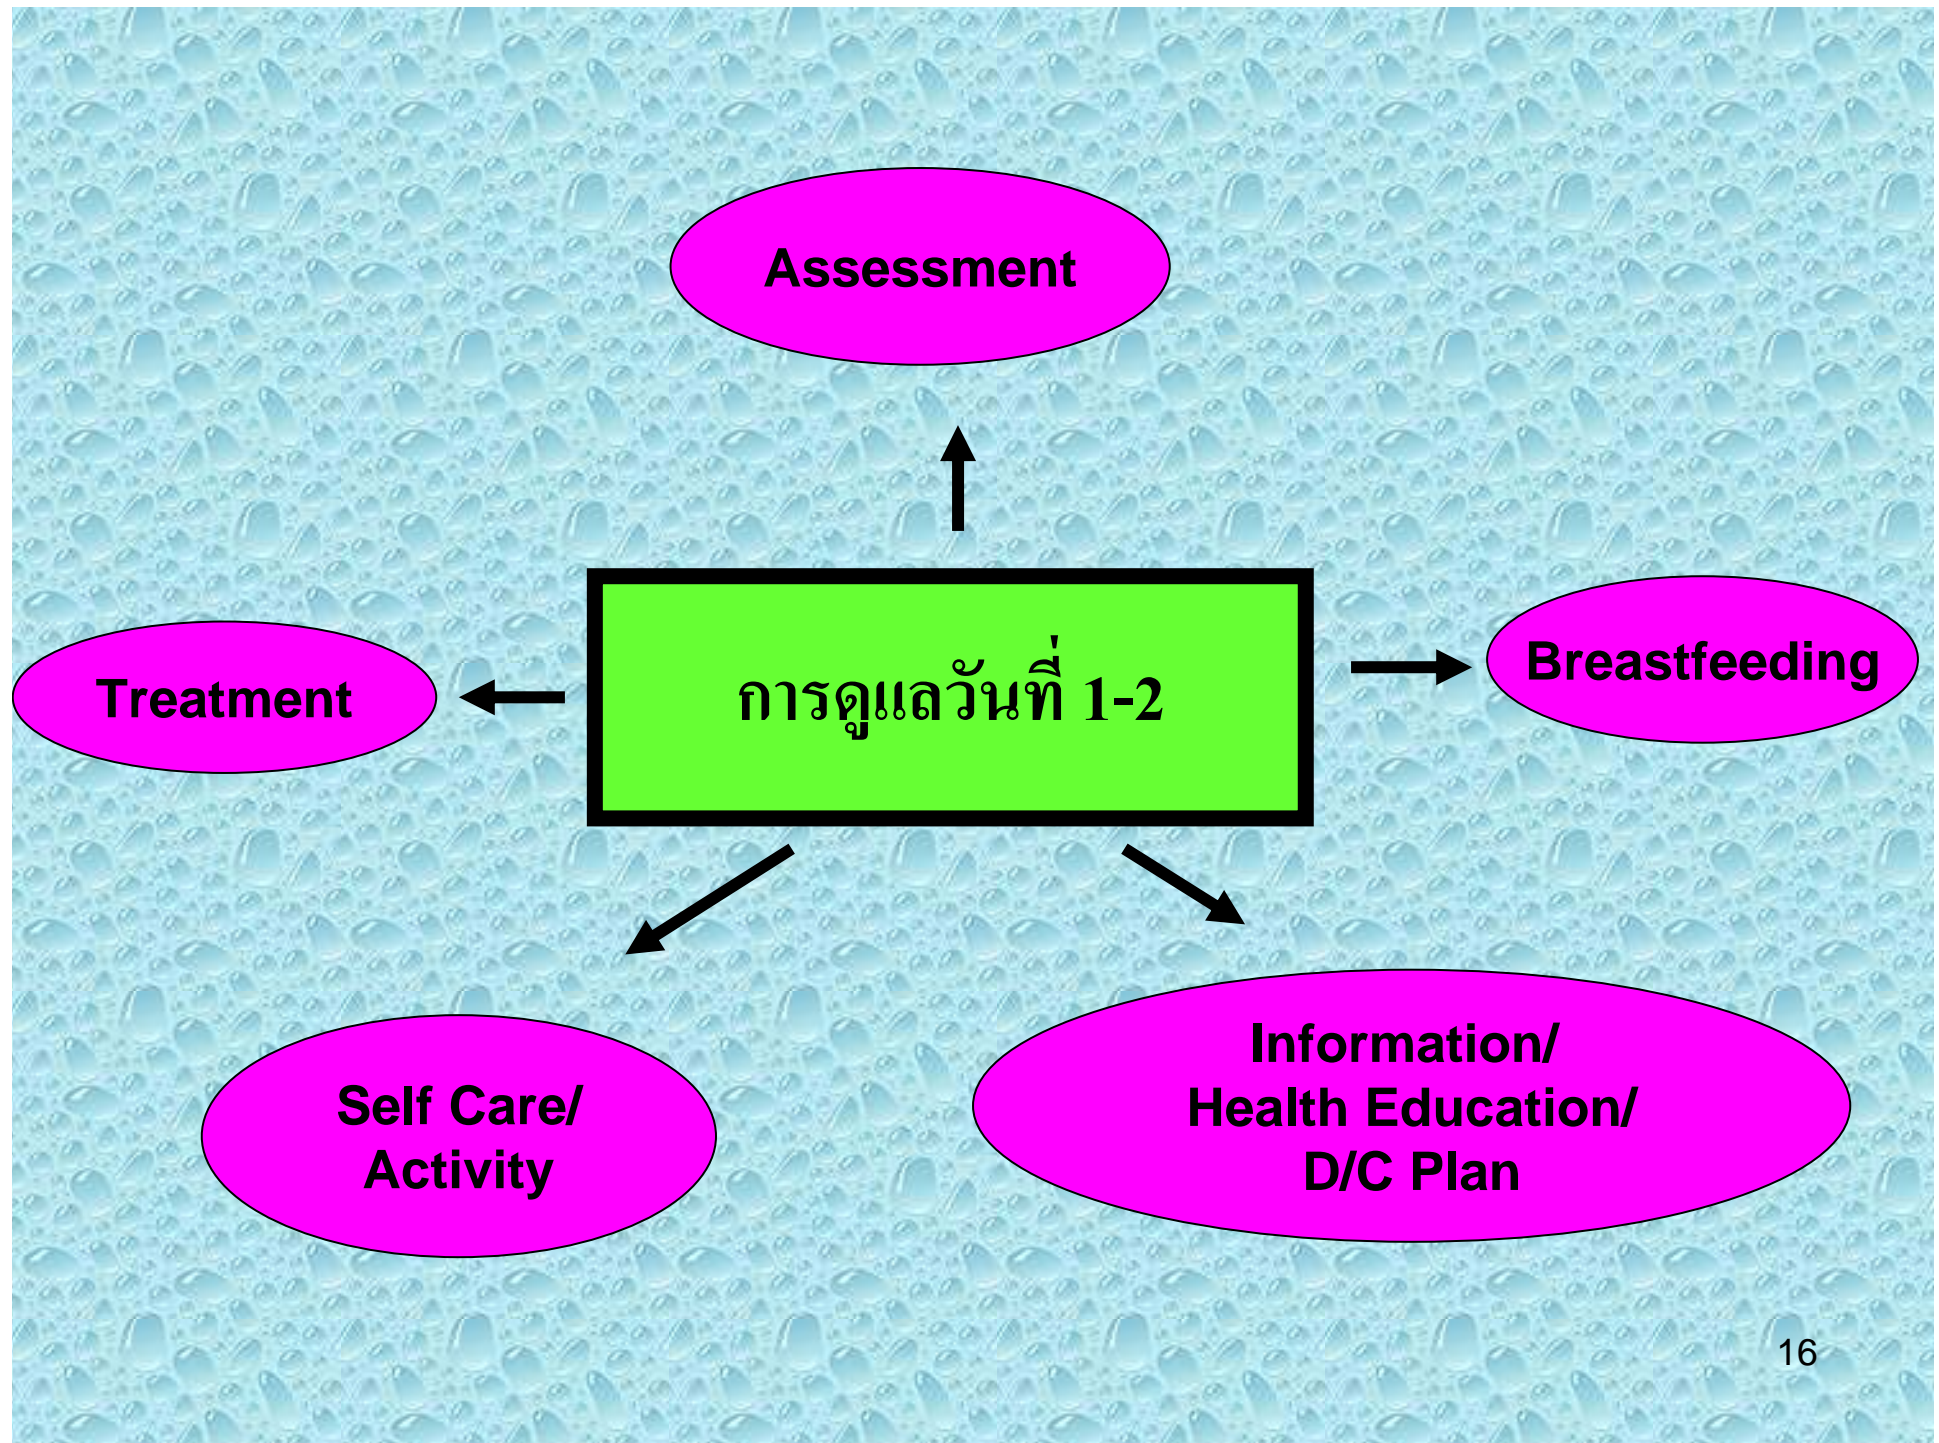 Assessment
Treatment
การดูแลวันที่ 1-2
Breastfeeding
Self Care/
Activity
Information/
Health Education/
D/C Plan
16